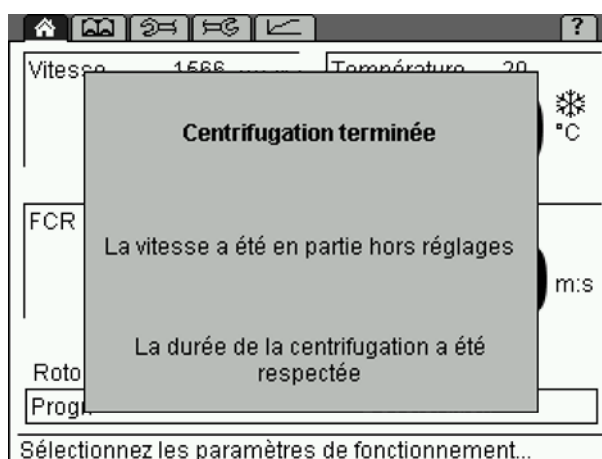 ?
Vitesse 1566
Température 20
°C
Centrifugation terminée
FCR
La vitesse a été en partie hors réglages
m:s
La durée de la centrifugation a été
respectée
Roto
Progr
Sélectionnez les paramètres de fonctionnement...